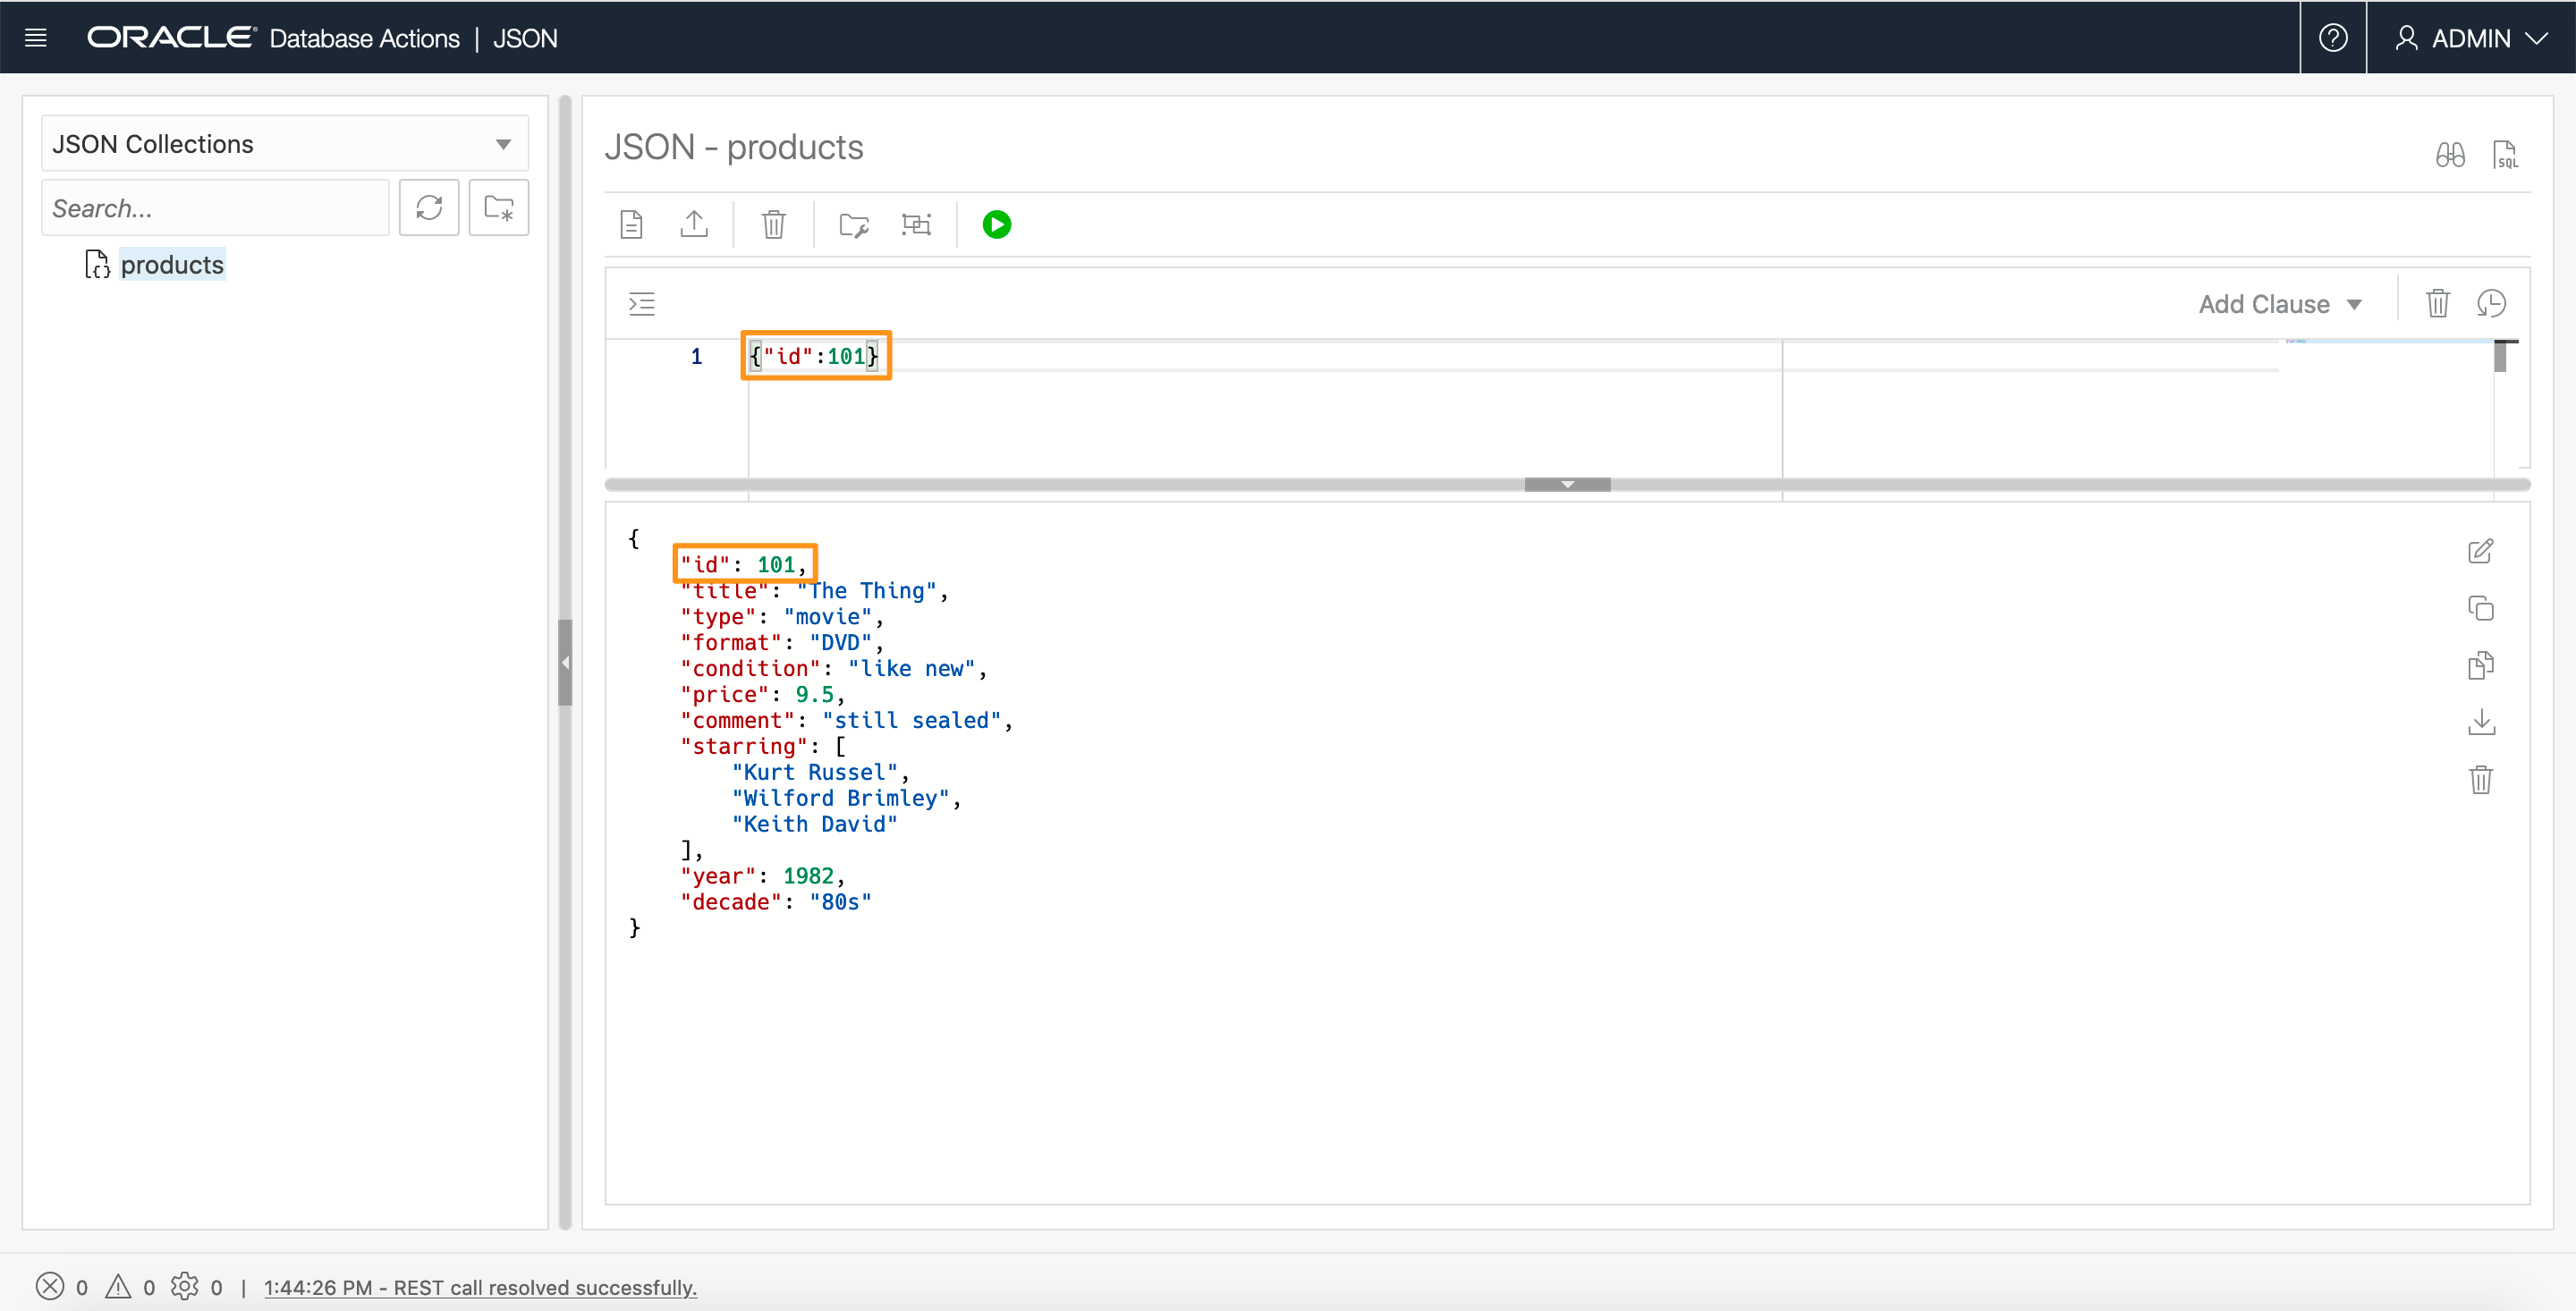 ORACLE Database Actions | JSON
ADMIN
JSON Collections
Search...
products
JSON - products
SQL
Add Clause
1 {"id":101}
{
"id": 101,
"title": "The Thing",
"type": "movie",
"format": "DVD",
"condition": "like new",
"price": 9.5,
"comment": "still sealed",
"starring": [
"Kurt Russel",
"Wilford Brimley",
"Keith David"
],
"year": 1982,
"decade": "80s"
}
0 0 0 | 1:44:26 PM - REST call resolved successfully.